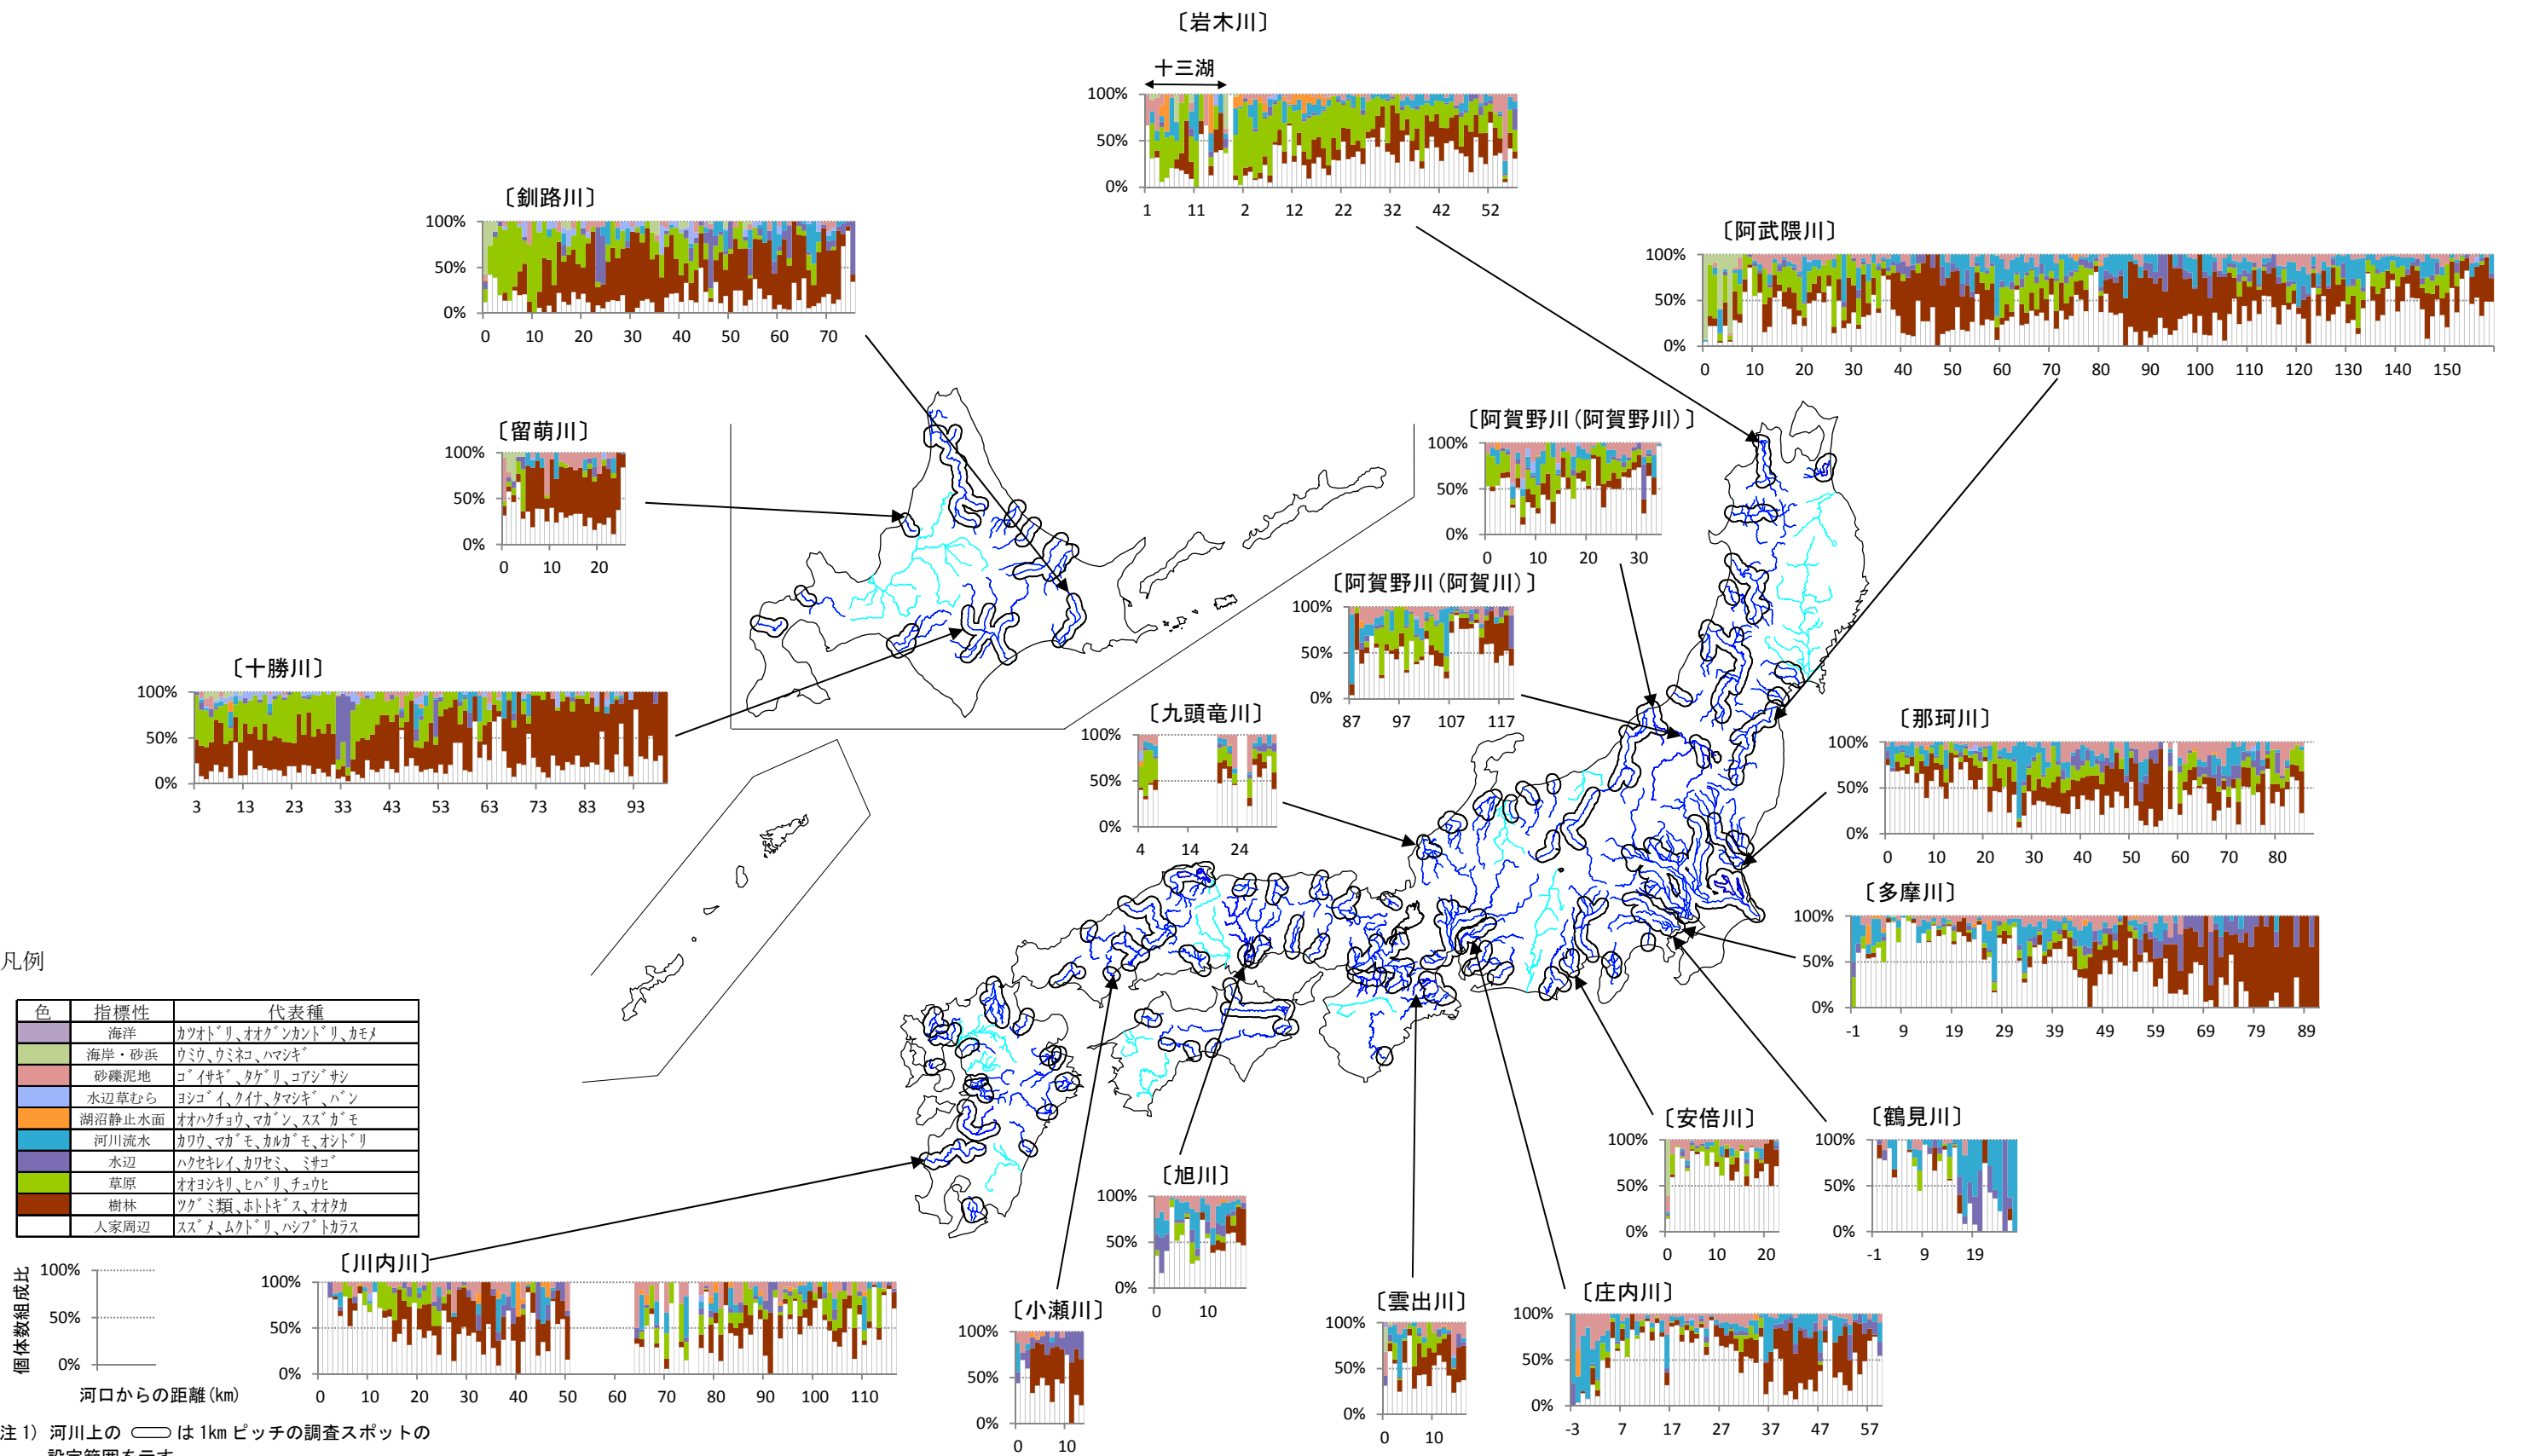 〔岩木川〕
十三湖
100%
50%
0%
1 11 2 12 22 32 42 52
〔釧路川〕
100%
50%
0%
0 10 20 30 40 50 60 70
〔阿武隈川〕
100%
50%
0%
0 10 20 30 40 50 60 70 80 90 100 110 120 130 140 150
〔留萌川〕
100%
50%
0%
0 10 20
〔阿賀野川(阿賀野川)〕
100%
50%
0%
0 10 20 30
〔阿賀野川(阿賀川)〕
100%
50%
0%
87 97 107 117
〔十勝川〕
100%
50%
0%
3 13 23 33 43 53 63 73 83 93
〔九頭竜川〕
100%
50%
0%
4 14 24
〔那珂川〕
100%
50%
0%
0 10 20 30 40 50 60 70 80
〔多摩川〕
100%
50%
0%
-1 9 19 29 39 49 59 69 79 89
凡例
色 指標性 代表種
海洋 カツオドリ、オオグンカンドリ、カモメ
海岸・砂浜 ウミウ、ウミネコ、ハマシギ
砂礫泥地 ゴイサギ、タゲリ、コアジサシ
水辺草むら ヨシゴイ、クイナ、タマシギ、バン
湖沼静止水面 オオハクチョウ、マガン、スズガモ
河川流水 カワウ、マガモ、カルガモ、オシドリ
水辺 ハクセキレイ、カワセミ、 ミサゴ
草原 オオヨシキリ、ヒバリ、チュウヒ
樹林 ツグミ類、ホトトギス、オオタカ
人家周辺 スズメ、ムクドリ、ハシブトカラス
〔安倍川〕
100%
50%
0%
0 10 20
〔鶴見川〕
100%
50%
0%
-1 9 19
〔旭川〕
100%
50%
0%
0 10
〔川内川〕
100%
50%
0%
0 10 20 30 40 50 60 70 80 90 100 110
〔小瀬川〕
100%
50%
0%
0 10
〔雲出川〕
100%
50%
0%
0 10
〔庄内川〕
100%
50%
0%
-3 7 17 27 37 47 57
個体数組成比
100%
50%
0%
河口からの距離(km)
注1) 河川上の は1kmピッチの調査スポットの
設定範囲を示す